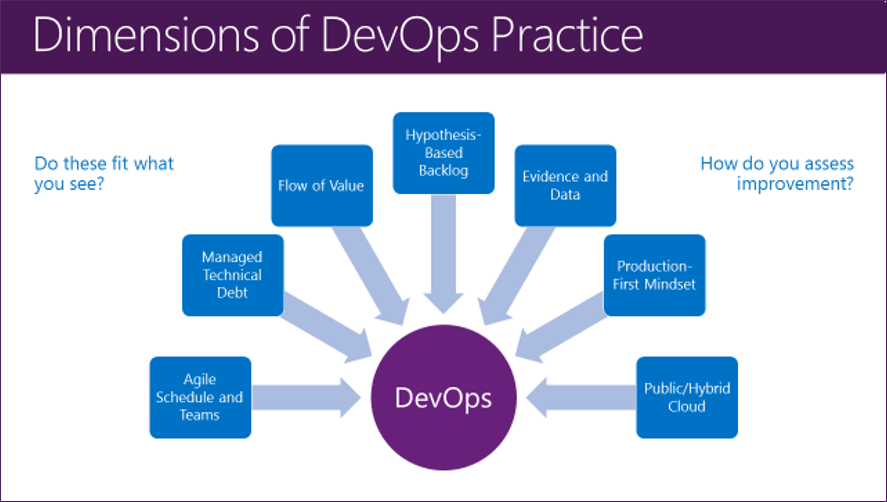 Dimensions of DevOps Practice
Do these fit what
you see?
How do you assess
improvement?
Hypothesis-
Based
Backlog
Flow of Value
Evidence and
Data
Managed
Technical
Debt
Production-
First Mindset
Agile
Schedule and
Teams
DevOps
Public/Hybrid
Cloud